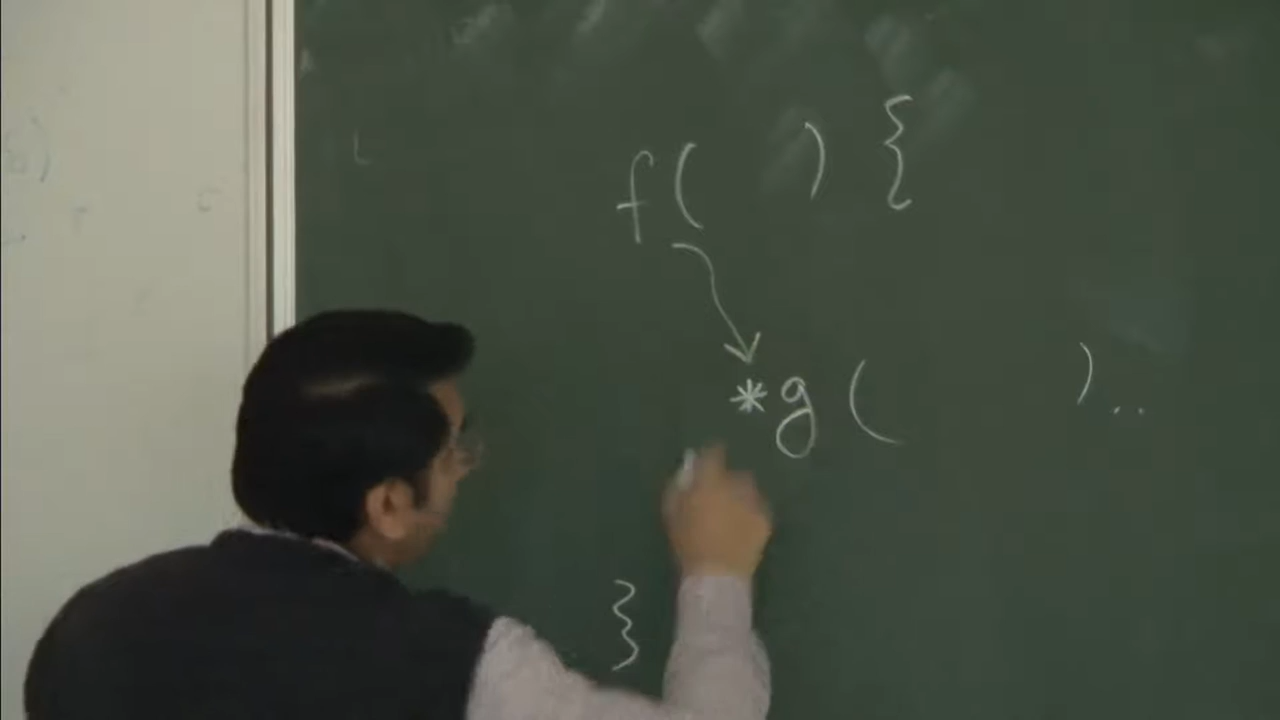 f( ) {
*g( )..
}